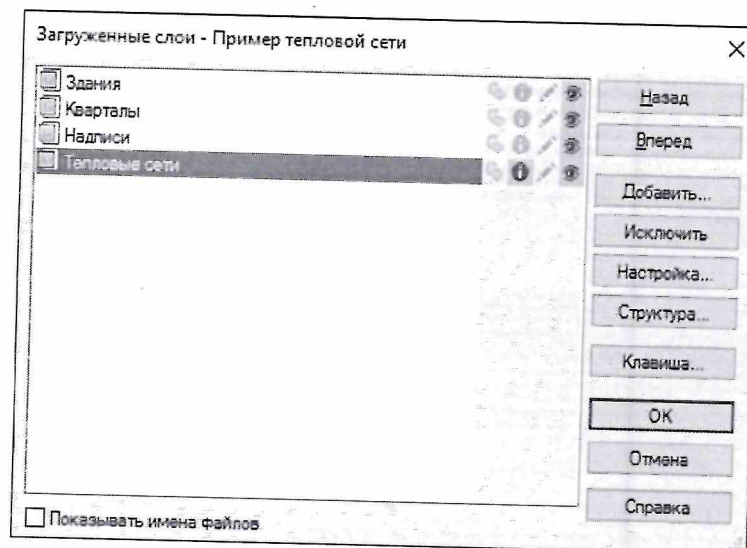 Загруженные слои - Пример тепловой сети
Здания
Кварталы
Надписи
Тепловые сети
Назад
Вперед
Добавить...
Исключить
Настройка...
Структура...
Клавиша...
ОК
Отмена
Справка
Показывать имена файлов